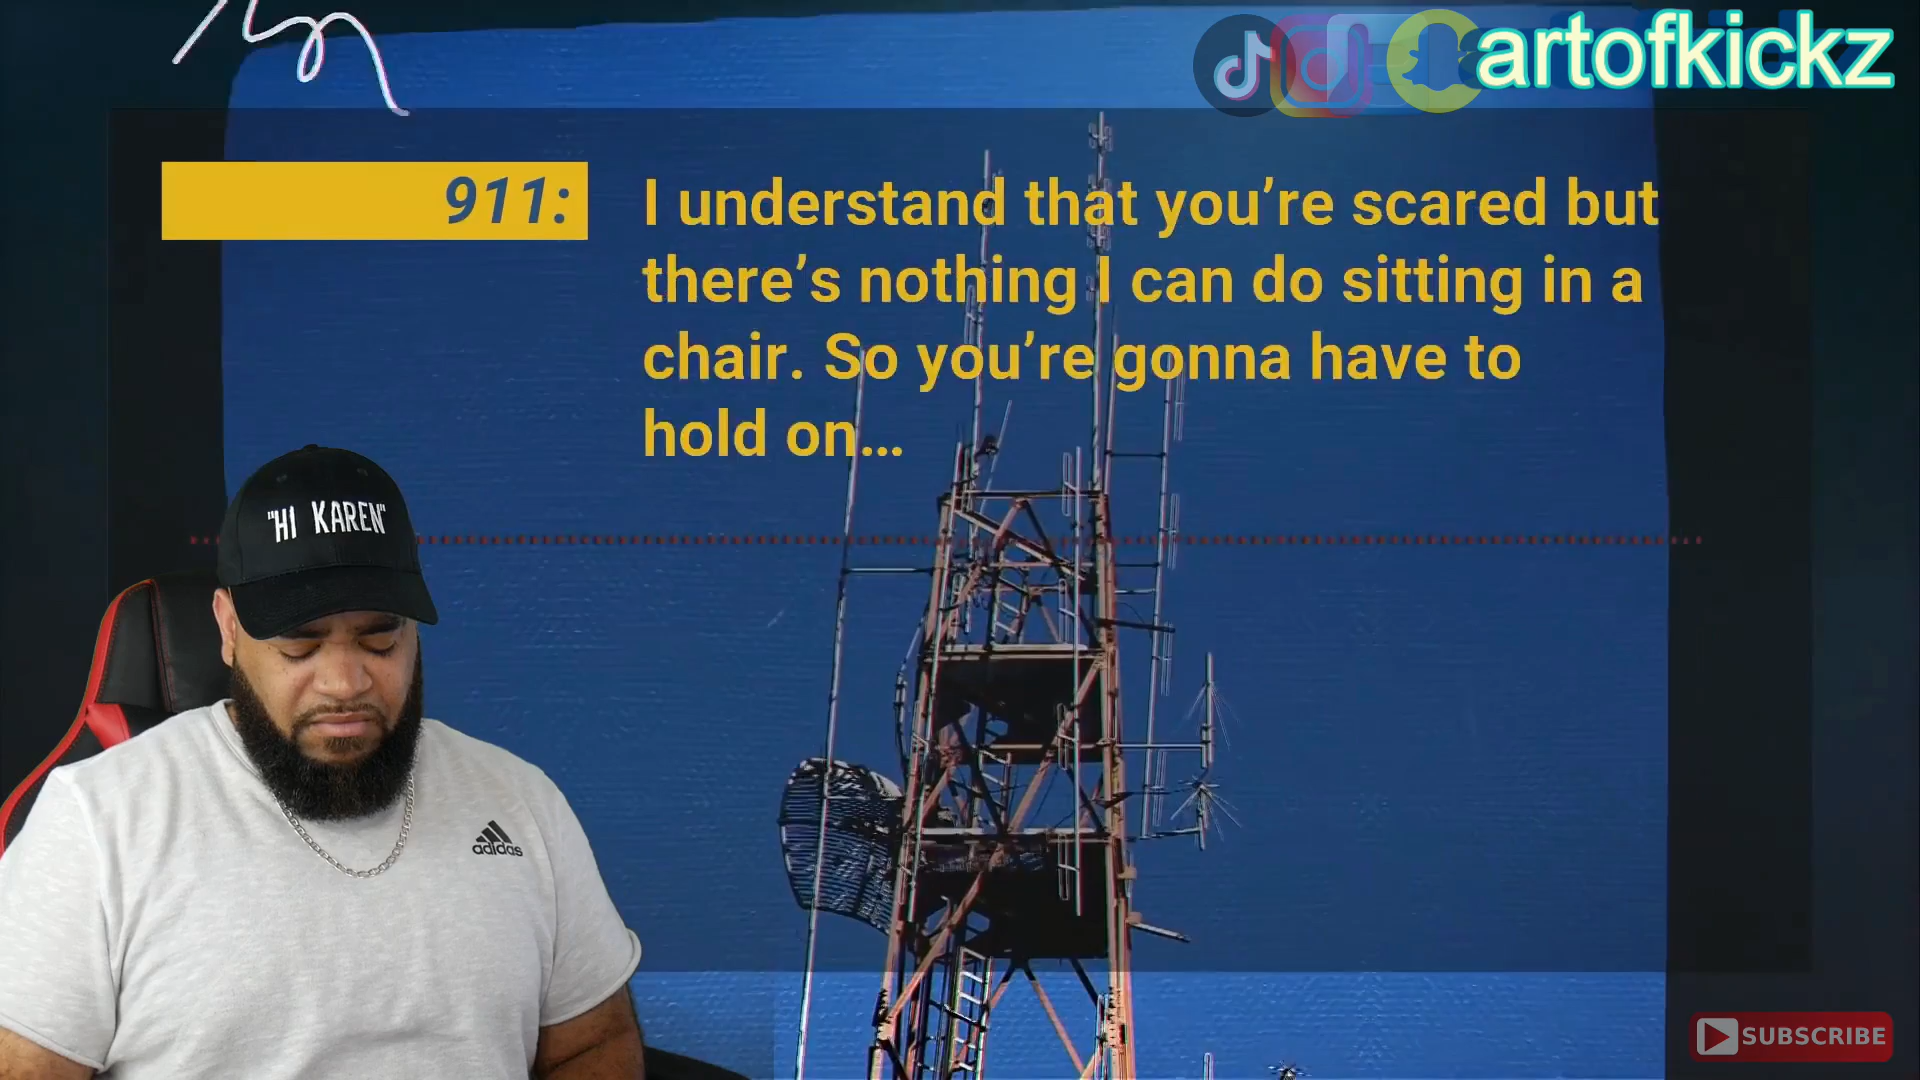 artofkickz
911:
I understand that you’re scared but
there’s nothing I can do sitting in a
chair. So you’re gonna have to
hold on…
"HI KAREN"
adidas
SUBSCRIBE